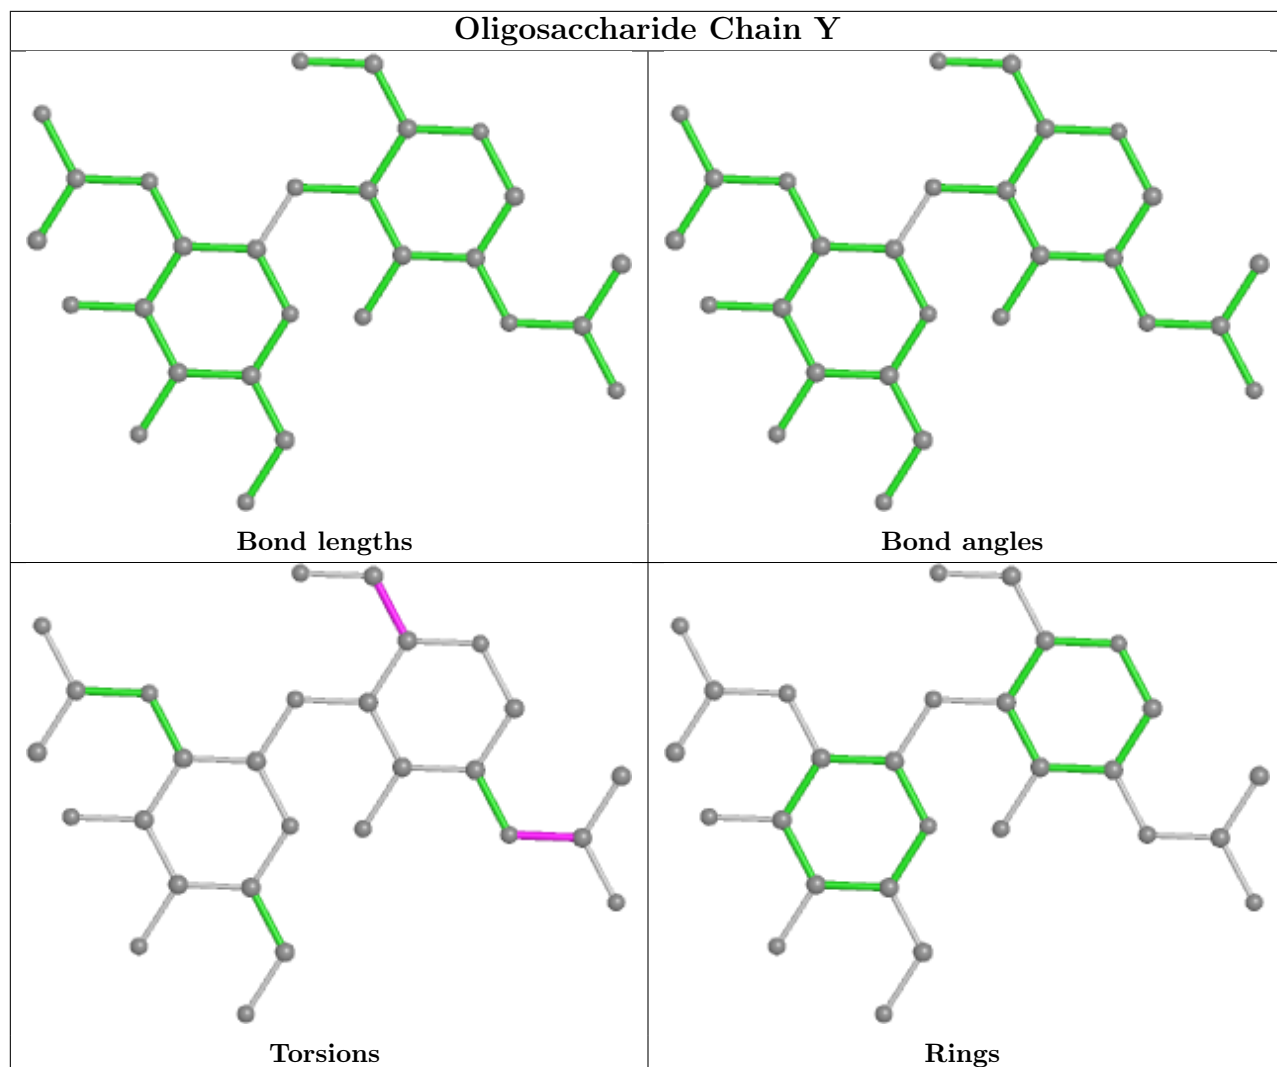 Oligosaccharide Chain Y
Bond lengths
Bond angles
Torsions
Rings